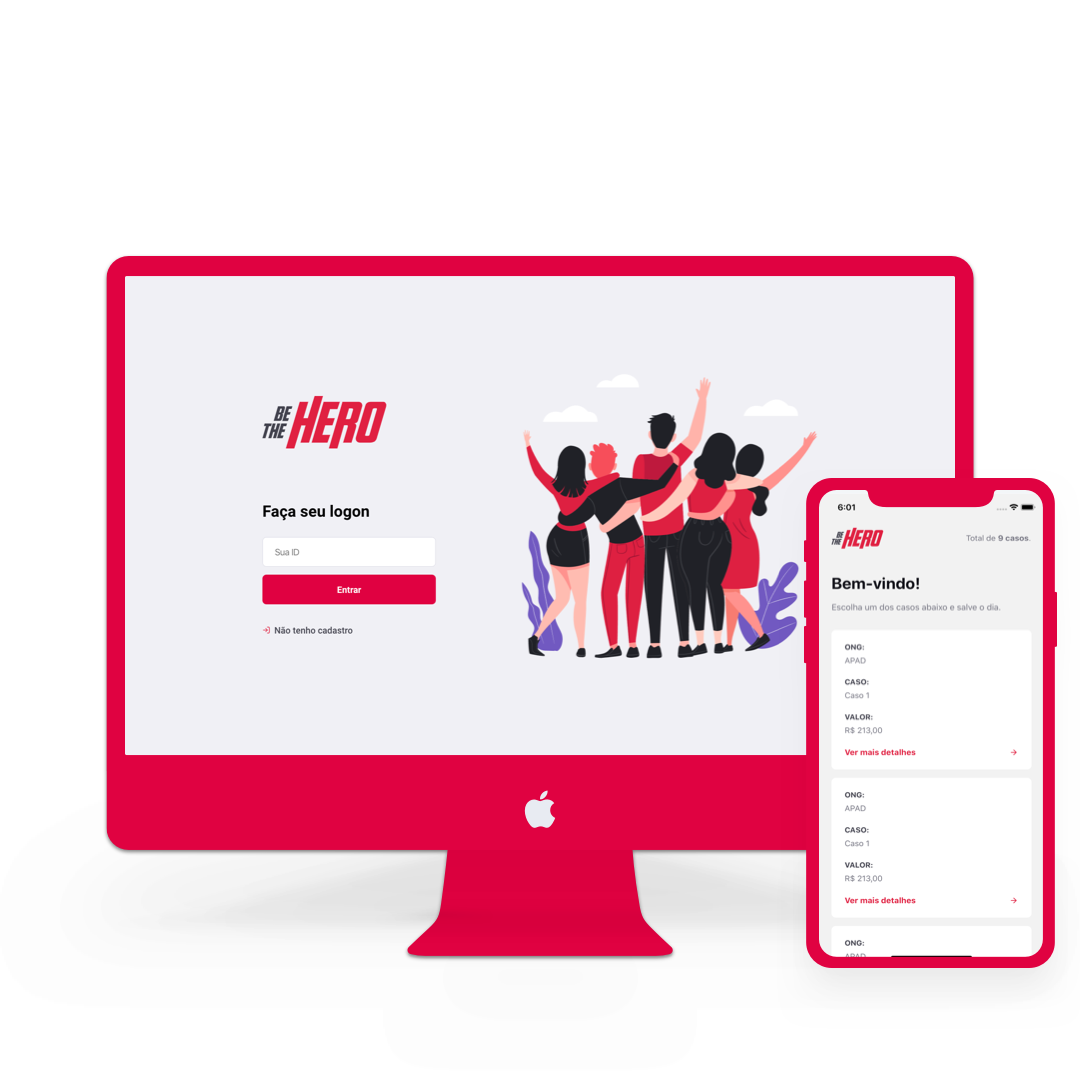 BE
THE HERO
Faça seu logon
Sua ID
Entrar
Não tenho cadastro
6:01
BE
THE HERO
Total de 9 casos.
Bem-vindo!
Escolha um dos casos abaixo e salve o dia.
ONG:
APAD
CASO:
Caso 1
VALOR:
R$ 213,00
Ver mais detalhes
ONG:
APAD
CASO:
Caso 1
VALOR:
R$ 213,00
Ver mais detalhes
ONG:
APAD